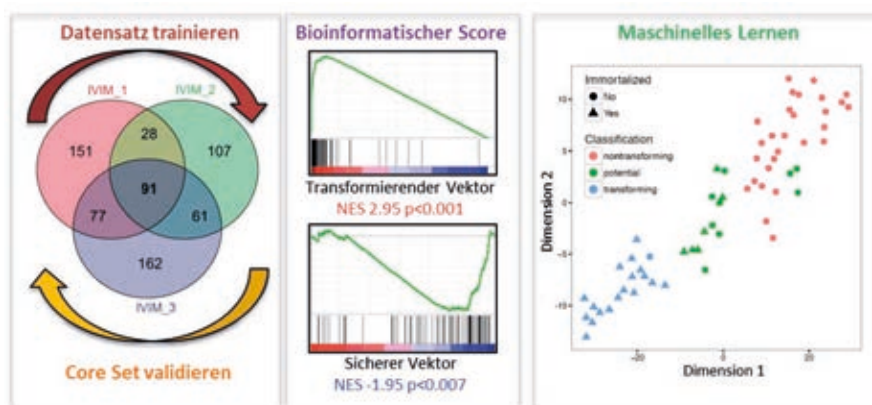 Datensatz trainieren
IVIM_1
IVIM_2
28
151
107
91
77
61
162
IVIM_3
Core Set validieren
Bioinformatischer Score
Transformierender Vektor
NES 2.95 p<0.001
Sicherer Vektor
NES -1.95 p<0.007
Maschinelles Lernen
Immortalized
No
Yes
Classification
nontransforming
potential
transforming
Dimension 2
10
5
0
-5
-10
-20
0
20
Dimension 1